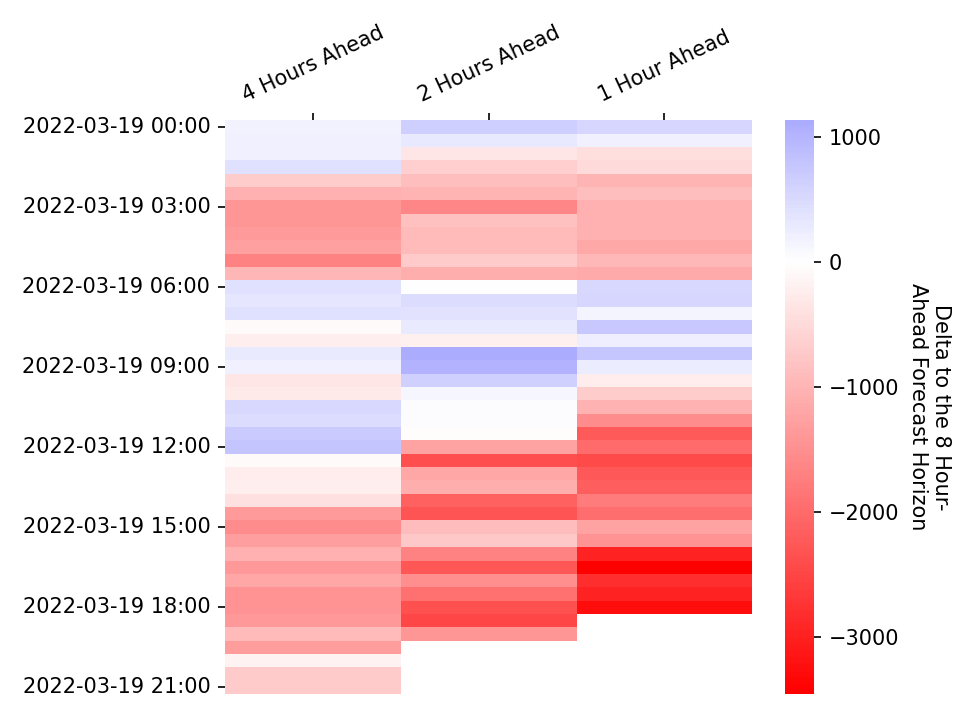 4 Hours Ahead
2 Hours Ahead
1 Hour Ahead
2022-03-19 00:00
2022-03-19 03:00
2022-03-19 06:00
2022-03-19 09:00
2022-03-19 12:00
2022-03-19 15:00
2022-03-19 18:00
2022-03-19 21:00
1000
0
−1000
−2000
−3000
Delta to the 8 Hour-
Ahead Forecast Horizon